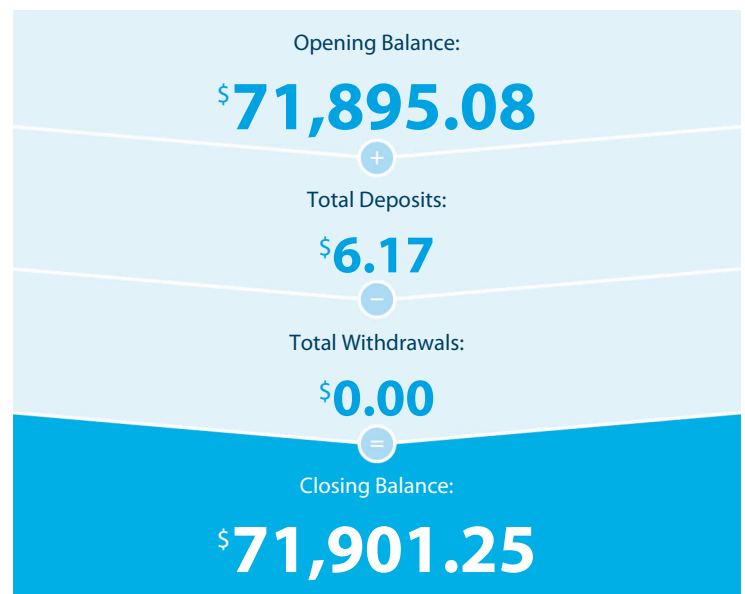 Opening Balance:
$71,895.08
+
Total Deposits:
$6.17
−
Total Withdrawals:
$0.00
=
Closing Balance:
$71,901.25